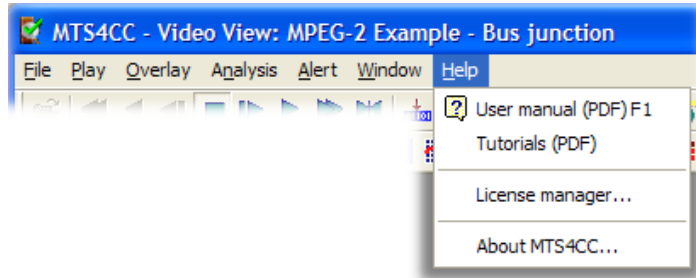 MTS4CC - Video View: MPEG-2 Example - Bus junction
File Play Overlay Analysis Alert Window Help
User manual (PDF) F1
Tutorials (PDF)
License manager...
About MTS4CC...